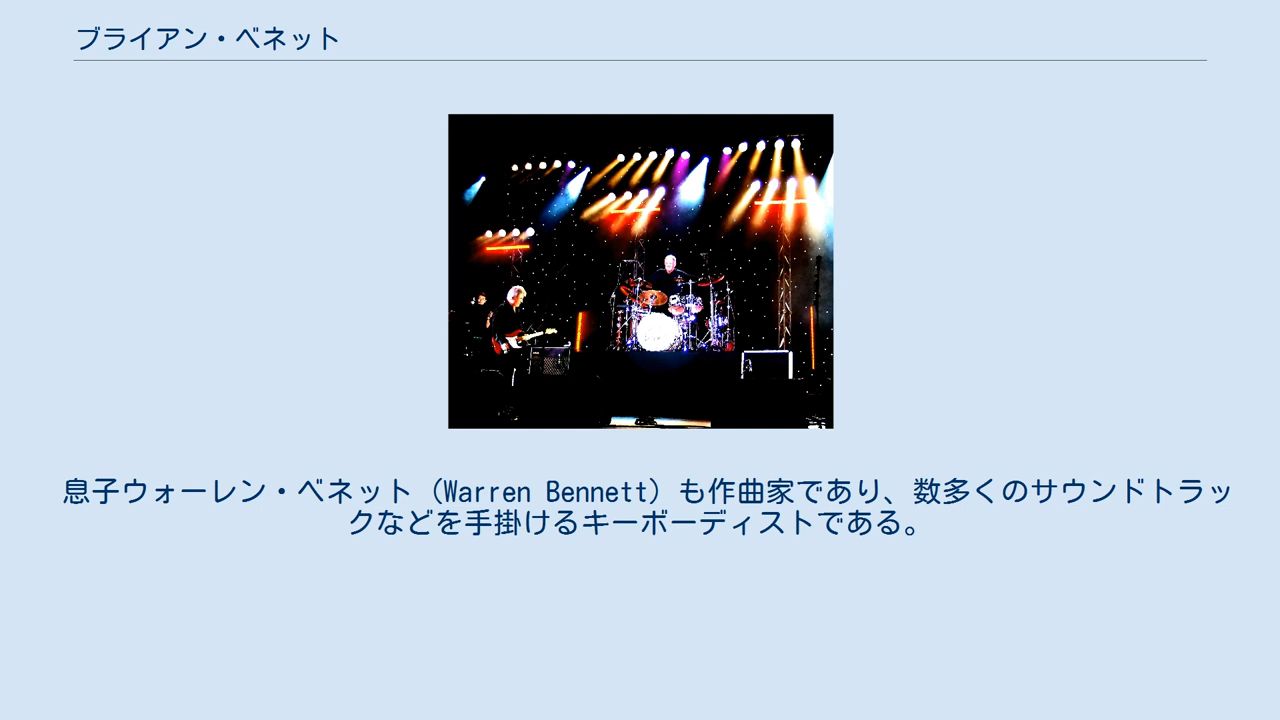 ブライアン・ベネット
息子ウォーレン・ベネット（Warren Bennett）も作曲家であり、数多くのサウンドトラッ
クなどを手掛けるキーボーディストである。